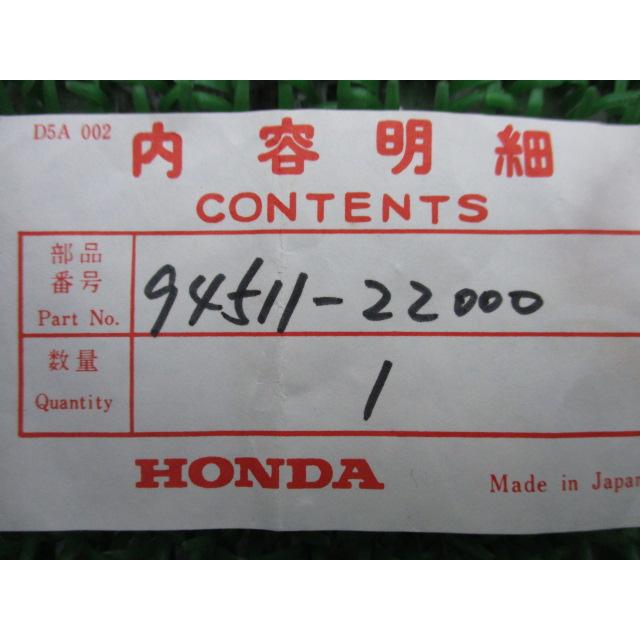 D5A 002
内容明細
CONTENTS
部品
番号
Part No.
94511-22000
数量
Quantity
1
HONDA
Made in Japan